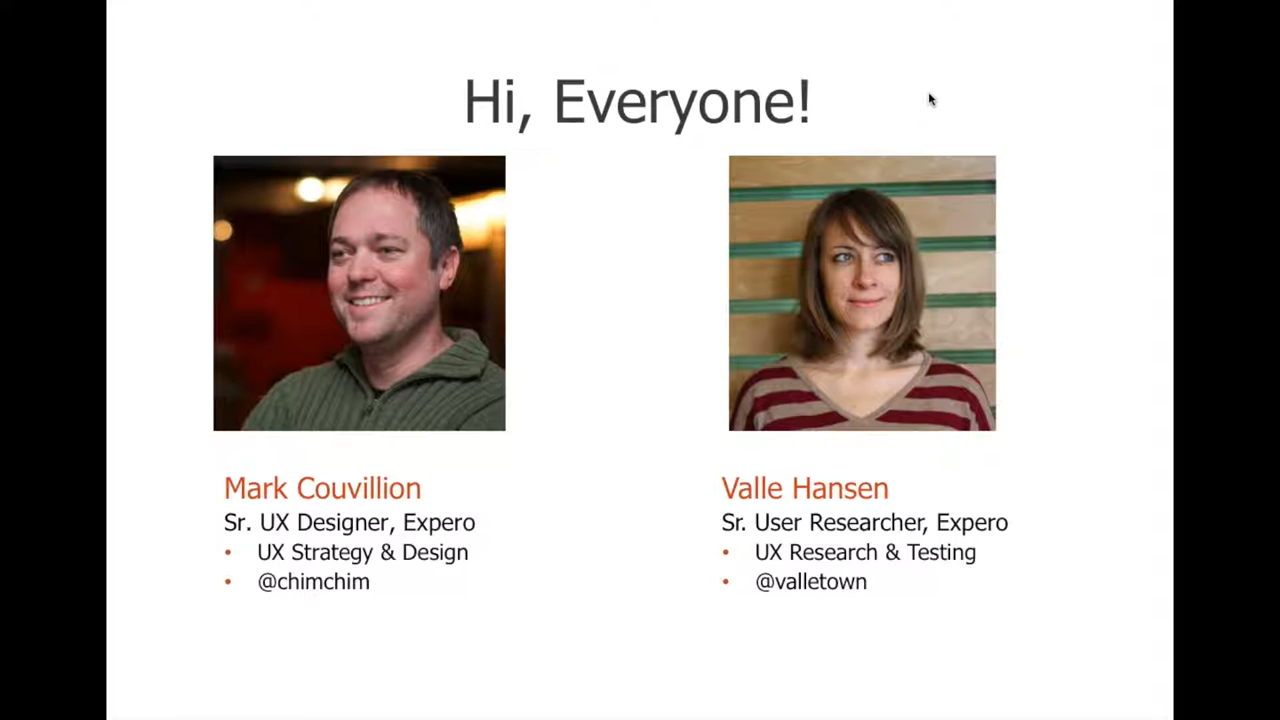 Hi, Everyone!
Mark Couvillion
Sr. UX Designer, Expero
• UX Strategy & Design
• @chimchim
Valle Hansen
Sr. User Researcher, Expero
• UX Research & Testing
• @valletown